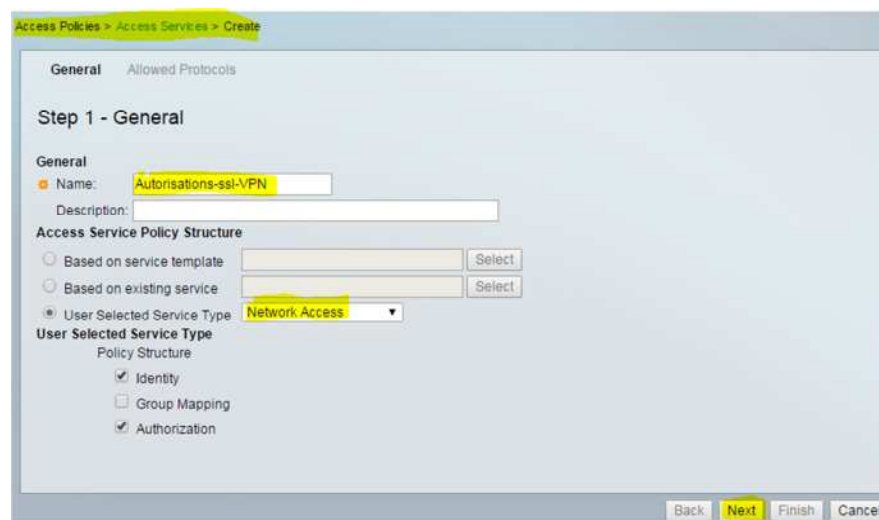 Access Policies > Access Services > Create
General Allowed Protocols
Step 1 - General
General
Name: Autorisations-ssl-VPN
Description:
Access Service Policy Structure
Based on service template Select
Based on existing service Select
User Selected Service Type Network Access
User Selected Service Type
Policy Structure
Identity
Group Mapping
Authorization
Back Next Finish Cancel